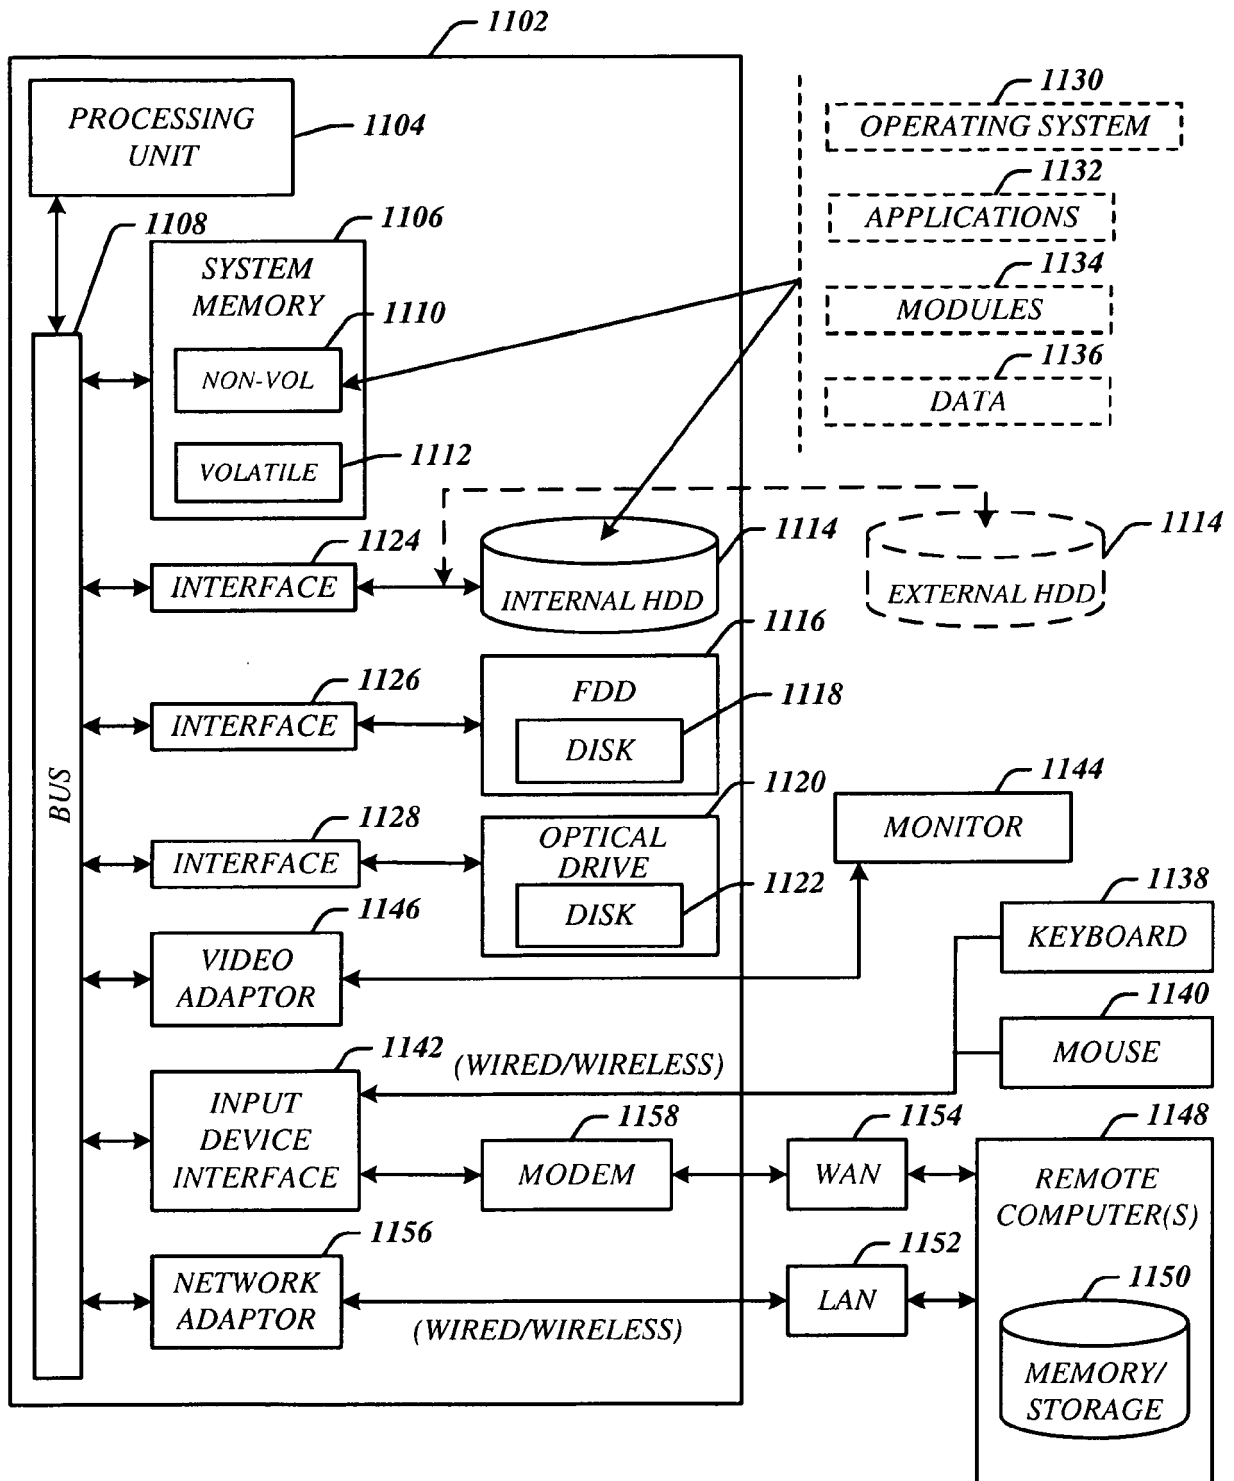 1102
PROCESSING
UNIT
1104
1130
OPERATING SYSTEM
1132
APPLICATIONS
1134
MODULES
1136
DATA
1108
1106
SYSTEM
MEMORY
1110
NON-VOL
1112
VOLATILE
1124
INTERFACE
1114
INTERNAL HDD
1114
EXTERNAL HDD
1126
INTERFACE
1116
FDD
1118
DISK
BUS
1128
INTERFACE
1120
OPTICAL
DRIVE
1122
DISK
1144
MONITOR
1146
VIDEO
ADAPTOR
1138
KEYBOARD
1140
MOUSE
1142
INPUT
DEVICE
INTERFACE
(WIRED/WIRELESS)
1158
MODEM
1154
WAN
1148
REMOTE
COMPUTER(S)
1156
NETWORK
ADAPTOR
(WIRED/WIRELESS)
1152
LAN
1150
MEMORY/
STORAGE